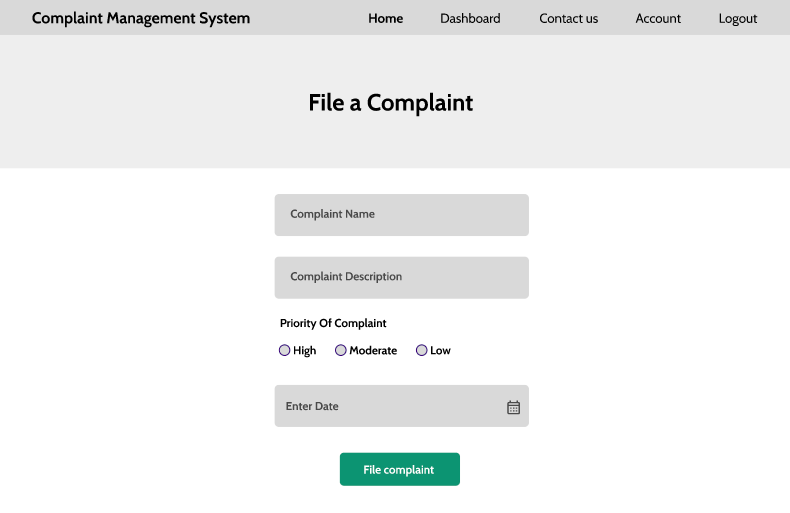 Complaint Management System Home Dashboard Contact us Account Logout
File a Complaint
Complaint Name
Complaint Description
Priority Of Complaint
High Moderate Low
Enter Date
File complaint